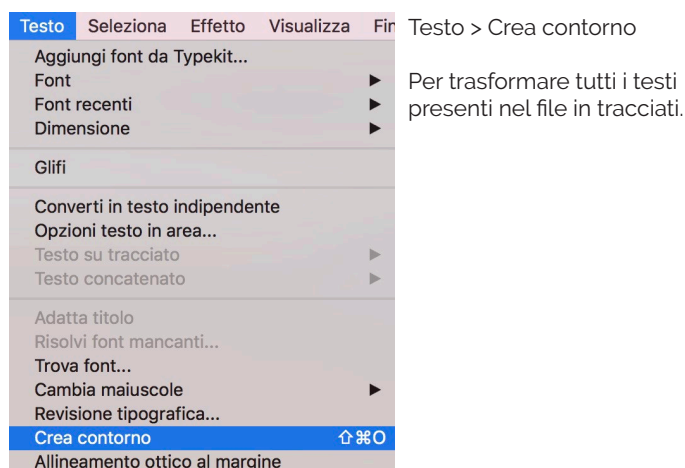 Testo Seleziona Effetto Visualizza Fin
Aggiungi font da Typekit...
Font ▶
Font recenti ▶
Dimensione ▶
Glifi
Converti in testo indipendente
Opzioni testo in area...
Testo su tracciato ▶
Testo concatenato ▶
Adatta titolo
Risolvi font mancanti...
Trova font...
Cambia maiuscole ▶
Revisione tipografica...
Crea contorno ⇧⌘O
Allineamento ottico al margine
Testo > Crea contorno
Per trasformare tutti i testi
presenti nel file in tracciati.